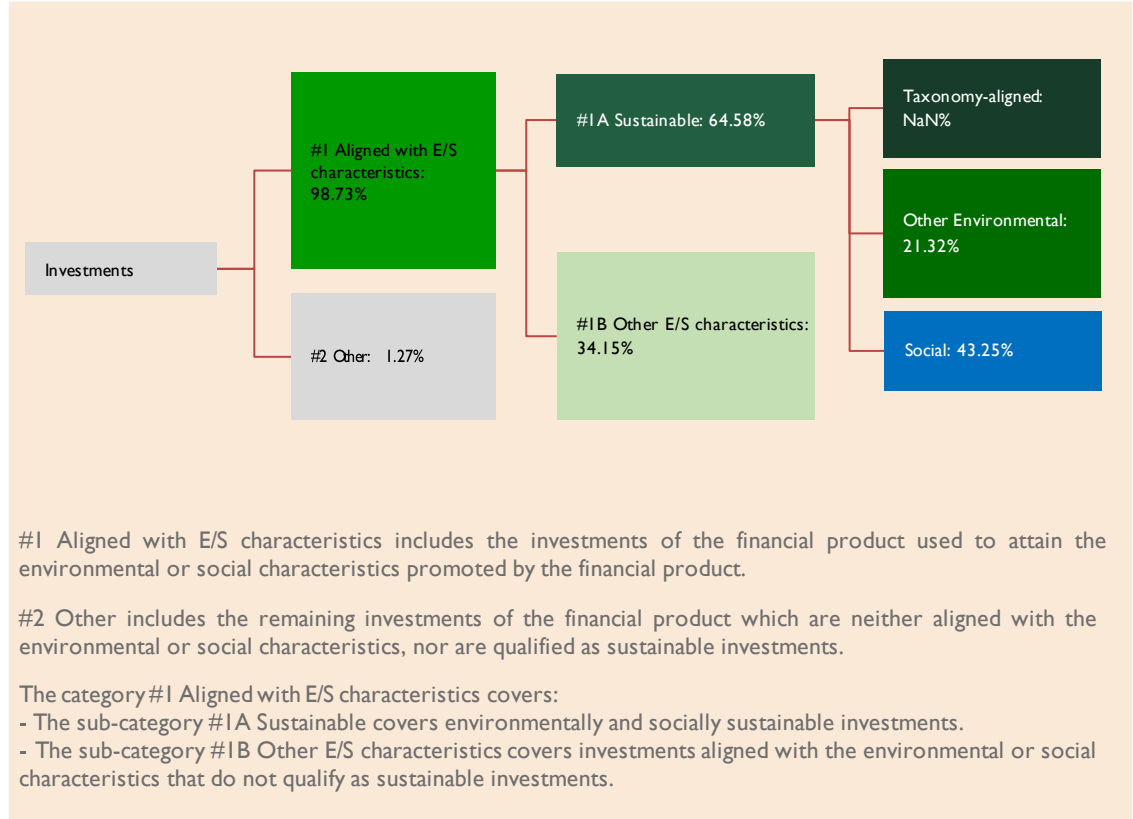 Investments
#1 Aligned with E/S
characteristics:
98.73%
#2 Other: 1.27%
#1A Sustainable: 64.58%
#1B Other E/S characteristics:
34.15%
Taxonomy-aligned:
NaN%
Other Environmental:
21.32%
Social: 43.25%
#1 Aligned with E/S characteristics includes the investments of the financial product used to attain the
environmental or social characteristics promoted by the financial product.
#2 Other includes the remaining investments of the financial product which are neither aligned with the
environmental or social characteristics, nor are qualified as sustainable investments.
The category #1 Aligned with E/S characteristics covers:
- The sub-category #1A Sustainable covers environmentally and socially sustainable investments.
- The sub-category #1B Other E/S characteristics covers investments aligned with the environmental or social
characteristics that do not qualify as sustainable investments.